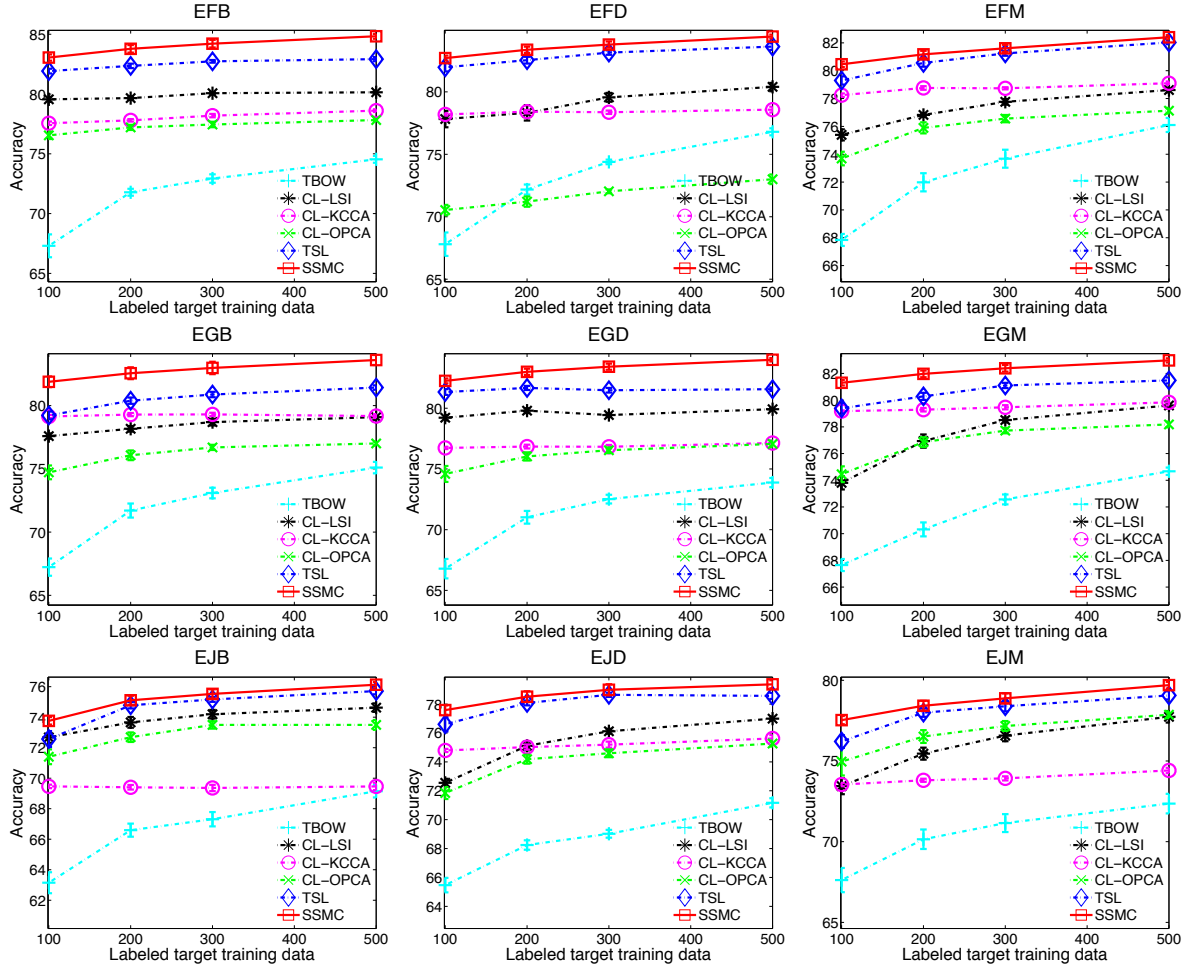 EFB
85
80
75
70
65
Accuracy
100 200 300 400 500
Labeled target training data
TBOW
CL−LSI
CL−KCCA
CL−OPCA
TSL
SSMC
EFD
80
75
70
65
Accuracy
100 200 300 400 500
Labeled target training data
TBOW
CL−LSI
CL−KCCA
CL−OPCA
TSL
SSMC
EFM
82
80
78
76
74
72
70
68
66
Accuracy
100 200 300 400 500
Labeled target training data
TBOW
CL−LSI
CL−KCCA
CL−OPCA
TSL
SSMC
EGB
80
75
70
65
Accuracy
100 200 300 400 500
Labeled target training data
TBOW
CL−LSI
CL−KCCA
CL−OPCA
TSL
SSMC
EGD
80
75
70
65
Accuracy
100 200 300 400 500
Labeled target training data
TBOW
CL−LSI
CL−KCCA
CL−OPCA
TSL
SSMC
EGM
82
80
78
76
74
72
70
68
66
Accuracy
100 200 300 400 500
Labeled target training data
TBOW
CL−LSI
CL−KCCA
CL−OPCA
TSL
SSMC
EJB
76
74
72
70
68
66
64
62
Accuracy
100 200 300 400 500
Labeled target training data
TBOW
CL−LSI
CL−KCCA
CL−OPCA
TSL
SSMC
EJD
78
76
74
72
70
68
66
64
Accuracy
100 200 300 400 500
Labeled target training data
TBOW
CL−LSI
CL−KCCA
CL−OPCA
TSL
SSMC
EJM
80
75
70
65
Accuracy
100 200 300 400 500
Labeled target training data
TBOW
CL−LSI
CL−KCCA
CL−OPCA
TSL
SSMC